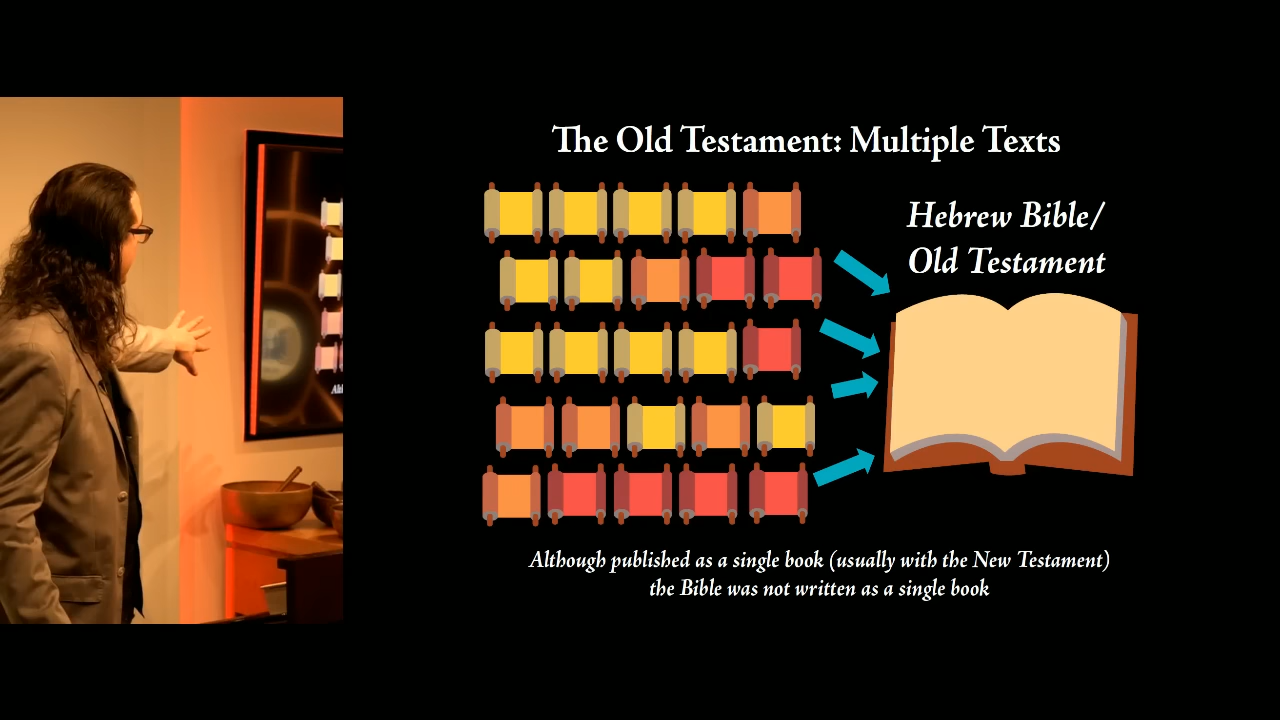 The Old Testament: Multiple Texts
Hebrew Bible/
Old Testament
Although published as a single book (usually with the New Testament)
the Bible was not written as a single book